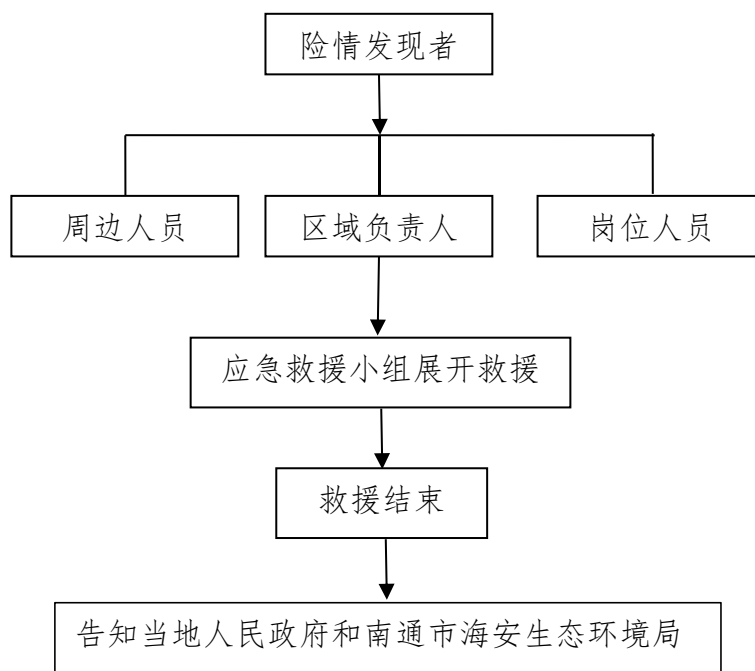 险情发现者
周边人员
区域负责人
岗位人员
应急救援小组展开救援
救援结束
告知当地人民政府和南通市海安生态环境局